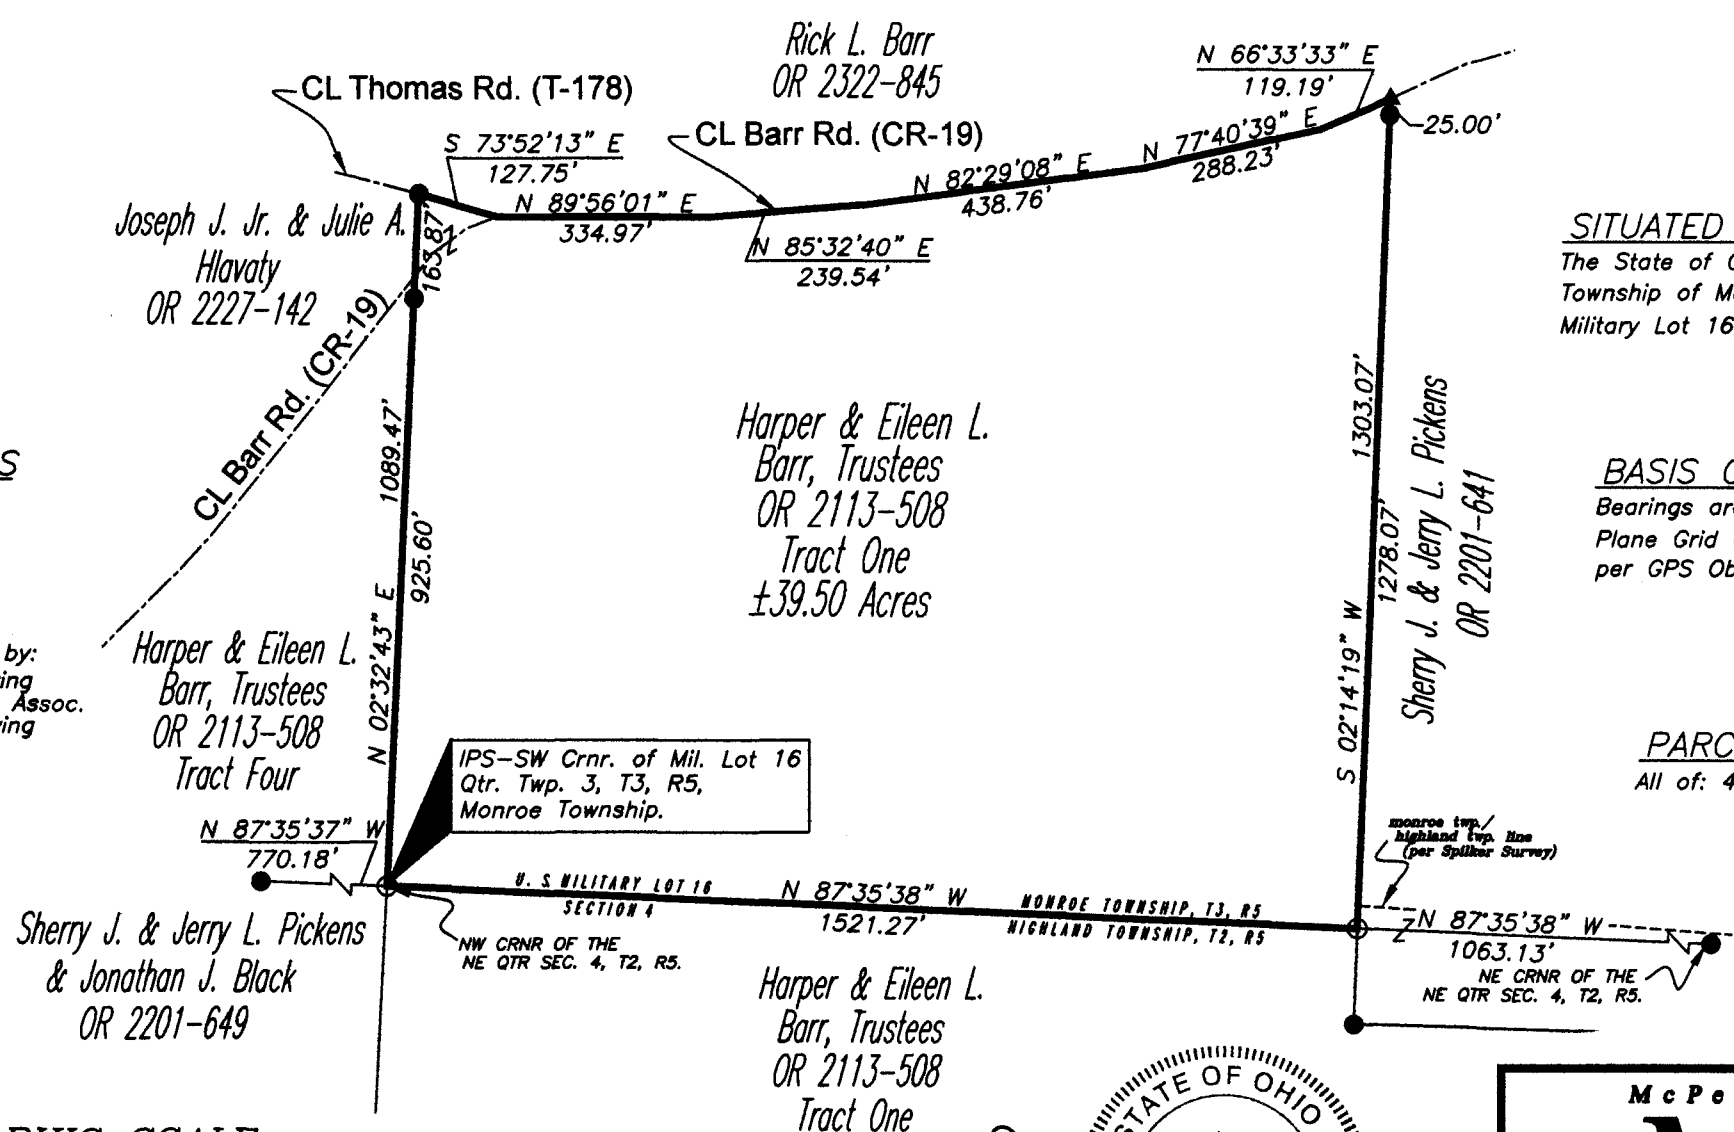 Rick L. Barr
OR 2322-845
N 66°33'33" E
119.19'
CL Thomas Rd. (T-178)
25.00'
S 73°52'13" E
127.75'
CL Barr Rd. (CR-19)
N 77°40'39" E
288.23'
N 82°29'08" E
438.76'
N 89°56'01" E
334.97'
N 85°32'40" E
239.54'
Joseph J. Jr. & Julie A.
Hlavaty
OR 2227-142
163.87'
CL Barr Rd. (CR-19)
SITUATED
The State of
Township of
Military Lot 16
1089.47'
925.60'
N 02°32'43" E
Harper & Eileen L.
Barr, Trustees
OR 2113-508
Tract One
±39.50 Acres
1303.07'
1278.07'
S 02°14'19" W
Sherry J. & Jerry L. Pickens
OR 2201-641
BASIS
Bearings
Plane Grid
per GPS
S
by:
Assoc.
Harper & Eileen L.
Barr, Trustees
OR 2113-508
Tract Four
IPS-SW Crnr. of Mil. Lot 16
Qtr. Twp. 3, T3, R5,
Monroe Township.
PARC
All of: 4
N 87°35'37" W
770.18'
monroe twp./
highland twp. line
(per Spilker Survey)
U. S MILITARY LOT 16
SECTION 4
N 87°35'38" W
1521.27'
MONROE TOWNSHIP, T3, R5
HIGHLAND TOWNSHIP, T2, R5
N 87°35'38" W
1063.13'
NW CRNR OF THE
NE QTR SEC. 4, T2, R5.
NE CRNR OF THE
NE QTR SEC. 4, T2, R5.
Sherry J. & Jerry L. Pickens
& Jonathan J. Black
OR 2201-649
Harper & Eileen L.
Barr, Trustees
OR 2113-508
Tract One
STATE OF OHIO
McPe